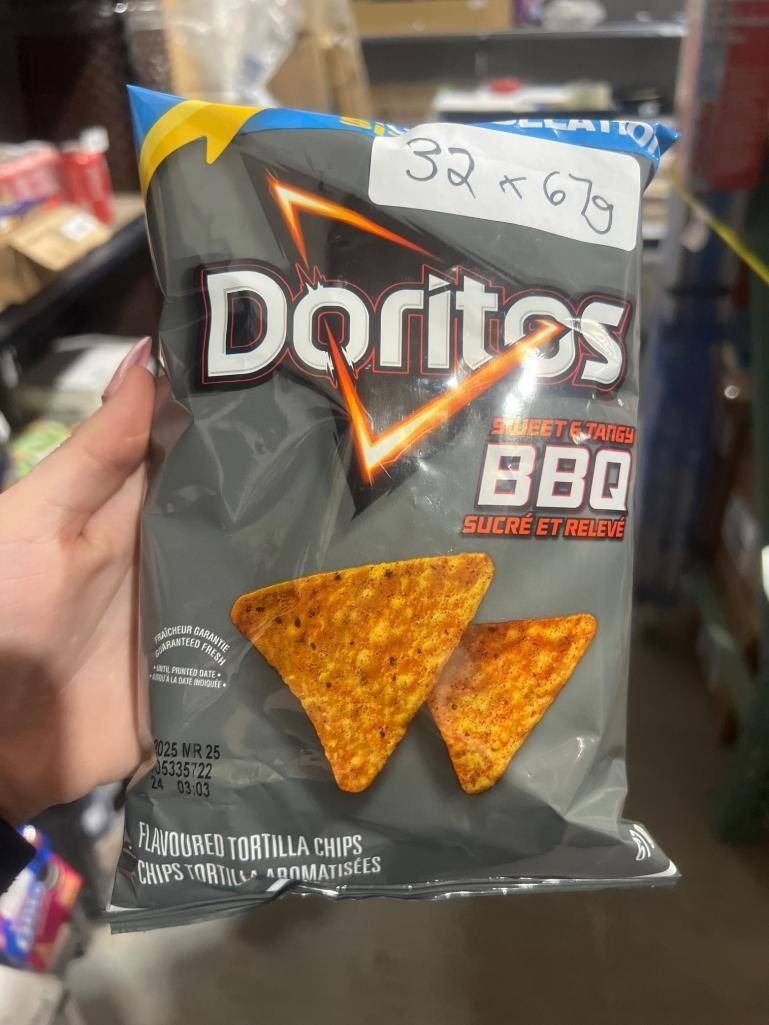 32 x 67g
Doritos
SWEET & TANGY
BBQ
SUCRÉ ET RELEVÉ
FRAÎCHEUR GARANTIE
GUARANTEED FRESH
• UNTIL PRINTED DATE •
• JUSQU'À LA DATE INDIQUÉE •
2025 MR 25
35335722
24 03:03
FLAVOURED TORTILLA CHIPS
CHIPS TORTILLA AROMATISÉES